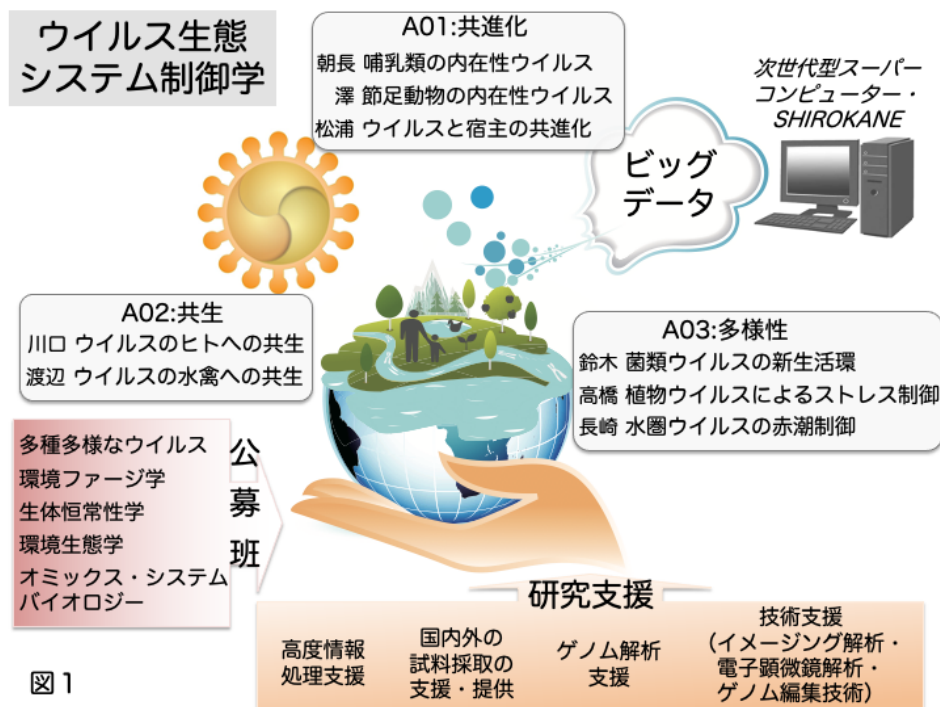 ウイルス生態
システム制御学
A01:共進化
朝長 哺乳類の内在性ウイルス
澤 節足動物の内在性ウイルス
松浦 ウイルスと宿主の共進化
次世代型スーパー
コンピューター・
SHIROKANE
ビッグ
データ
A02:共生
川口 ウイルスのヒトへの共生
渡辺 ウイルスの水禽への共生
A03:多様性
鈴木 菌類ウイルスの新生活環
高橋 植物ウイルスによるストレス制御
長崎 水圏ウイルスの赤潮制御
多種多様なウイルス
環境ファージ学
生体恒常性学
環境生態学
オミックス・システム
バイオロジー
公
募
班
研究支援
高度情報
処理支援
国内外の
試料採取の
支援・提供
ゲノム解析
支援
技術支援
（イメージング解析・
電子顕微鏡解析・
ゲノム編集技術）
図1